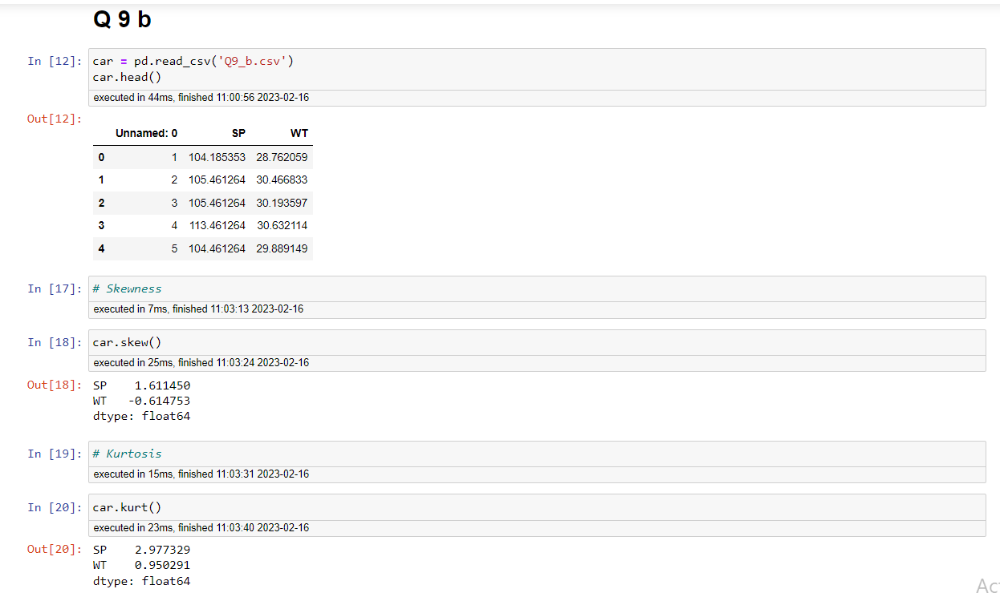 Q 9 b
In [12]: car = pd.read_csv('Q9_b.csv')
car.head()
executed in 44ms, finished 11:00:56 2023-02-16
Out[12]:
Unnamed: 0 SP WT
0 1 104.185353 28.762059
1 2 105.461264 30.466833
2 3 105.461264 30.193597
3 4 113.461264 30.632114
4 5 104.461264 29.889149
In [17]: # Skewness
executed in 7ms, finished 11:03:13 2023-02-16
In [18]: car.skew()
executed in 25ms, finished 11:03:24 2023-02-16
Out[18]: SP 1.611450
WT -0.614753
dtype: float64
In [19]: # Kurtosis
executed in 15ms, finished 11:03:31 2023-02-16
In [20]: car.kurt()
executed in 23ms, finished 11:03:40 2023-02-16
Out[20]: SP 2.977329
WT 0.950291
dtype: float64